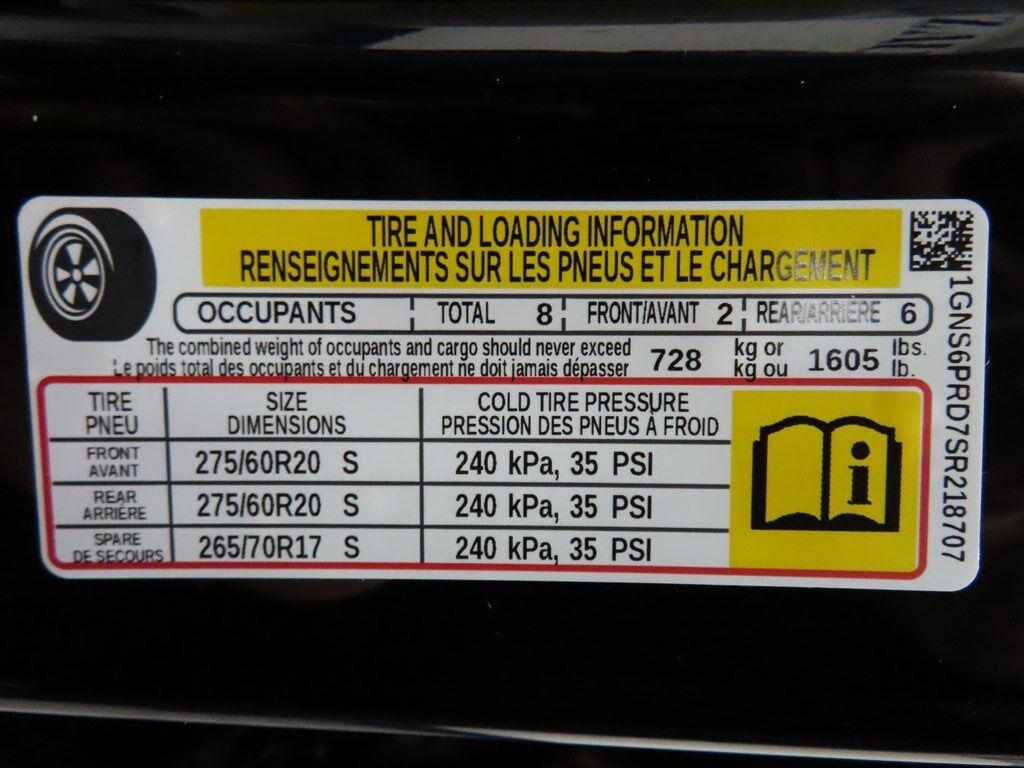 TIRE AND LOADING INFORMATION
RENSEIGNEMENTS SUR LES PNEUS ET LE CHARGEMENT
OCCUPANTS TOTAL 8 FRONT/AVANT 2 REAR/ARRIÈRE 6
The combined weight of occupants and cargo should never exceed 728 kg or 1605 lbs.
Le poids total des occupants et du chargement ne doit jamais dépasser kg ou lb.
TIRE SIZE COLD TIRE PRESSURE
PNEU DIMENSIONS PRESSION DES PNEUS À FROID
FRONT
AVANT 275/60R20 S 240 kPa, 35 PSI
REAR
ARRIÈRE 275/60R20 S 240 kPa, 35 PSI
SPARE
DE SECOURS 265/70R17 S 240 kPa, 35 PSI
1GNS6PRD7SR218707